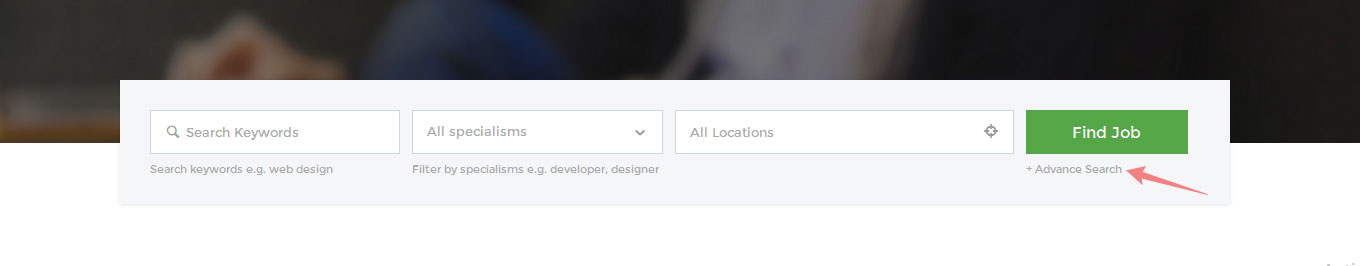 Search Keywords
All specialisms
All Locations
Find Job
Search keywords e.g. web design
Filter by specialisms e.g. developer, designer
+ Advance Search